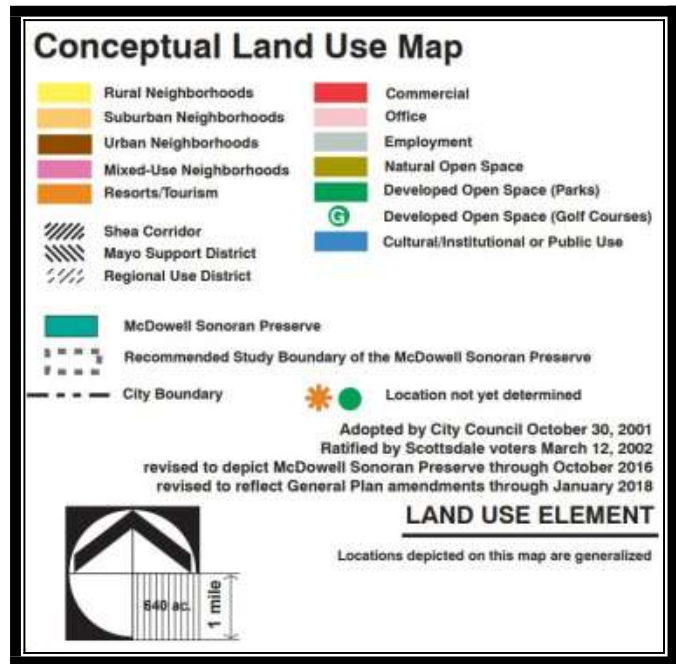 Conceptual Land Use Map
Rural Neighborhoods
Suburban Neighborhoods
Urban Neighborhoods
Mixed-Use Neighborhoods
Resorts/Tourism
Shea Corridor
Mayo Support District
Regional Use District
Commercial
Office
Employment
Natural Open Space
Developed Open Space (Parks)
G Developed Open Space (Golf Courses)
Cultural/Institutional or Public Use
McDowell Sonoran Preserve
Recommended Study Boundary of the McDowell Sonoran Preserve
City Boundary
Location not yet determined
Adopted by City Council October 30, 2001
Ratified by Scottsdale voters March 12, 2002
revised to depict McDowell Sonoran Preserve through October 2016
revised to reflect General Plan amendments through January 2018
LAND USE ELEMENT
Locations depicted on this map are generalized
640 ac.
1 mile